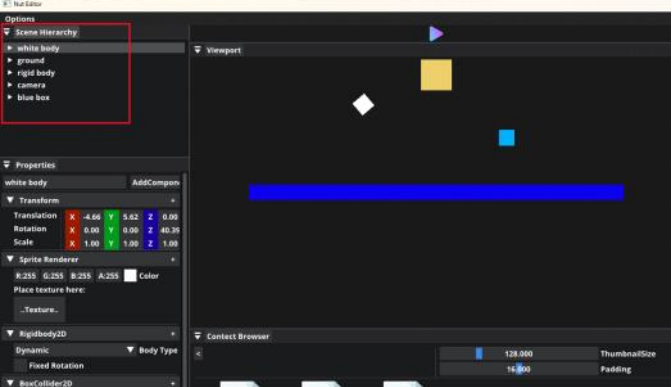 Nut Editor
Options
Scene Hierarchy
white body
ground
rigid body
camera
blue box
Viewport
Properties
white body AddCompon
Transform
Translation X -4.66 Y 5.62 Z 0.00
Rotation X 0.00 Y 0.00 Z 40.39
Scale X 1.00 Y 1.00 Z 1.00
Sprite Renderer
R:255 G:255 B:255 A:255 Color
Place texture here:
..Texture..
Rigidbody2D
Dynamic Body Type
Fixed Rotation
BoxCollider2D
Contect Browser
<
128.000 ThumbnailSize
16.000 Padding